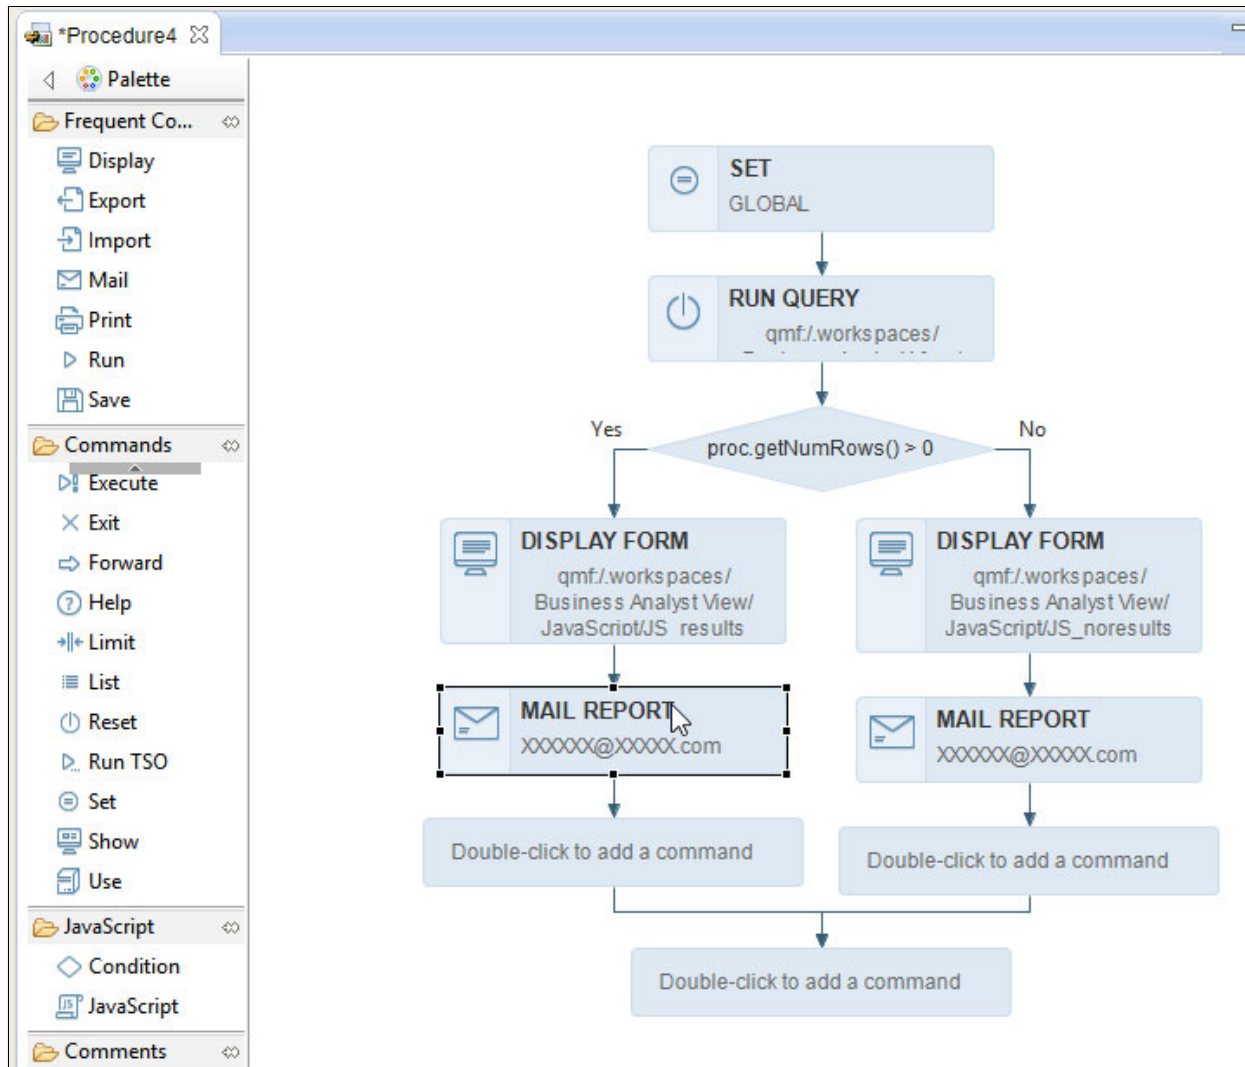 *Procedure4
Palette
Frequent Co...
Display
Export
Import
Mail
Print
Run
Save
Commands
Execute
Exit
Forward
Help
Limit
List
Reset
Run TSO
Set
Show
Use
JavaScript
Condition
JavaScript
Comments
SET
GLOBAL
RUN QUERY
qmf:/.workspaces/
Yes
proc.getNumRows() > 0
No
DISPLAY FORM
qmf:/.workspaces/
Business Analyst View/
JavaScript/JS_results
DISPLAY FORM
qmf:/.workspaces/
Business Analyst View/
JavaScript/JS_noresults
MAIL REPORT
XXXXXX@XXXXX.com
MAIL REPORT
XXXXXX@XXXXX.com
Double-click to add a command
Double-click to add a command
Double-click to add a command